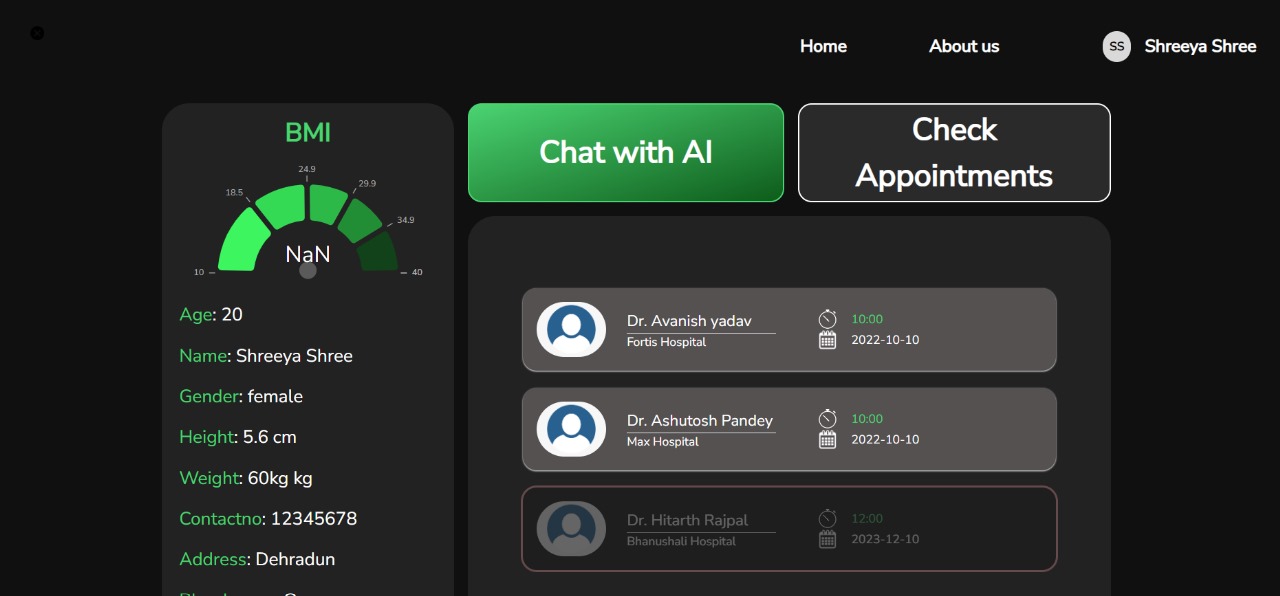 Home
About us
SS
Shreeya Shree
BMI
Chat with AI
Check
Appointments
24.9
18.5
29.9
34.9
NaN
10
40
Age: 20
Name: Shreeya Shree
Gender: female
Height: 5.6 cm
Weight: 60kg kg
Contactno: 12345678
Address: Dehradun
Dr. Avanish yadav
Fortis Hospital
10:00
2022-10-10
Dr. Ashutosh Pandey
Max Hospital
10:00
2022-10-10
Dr. Hitarth Rajpal
Bhanushali Hospital
12:00
2023-12-10